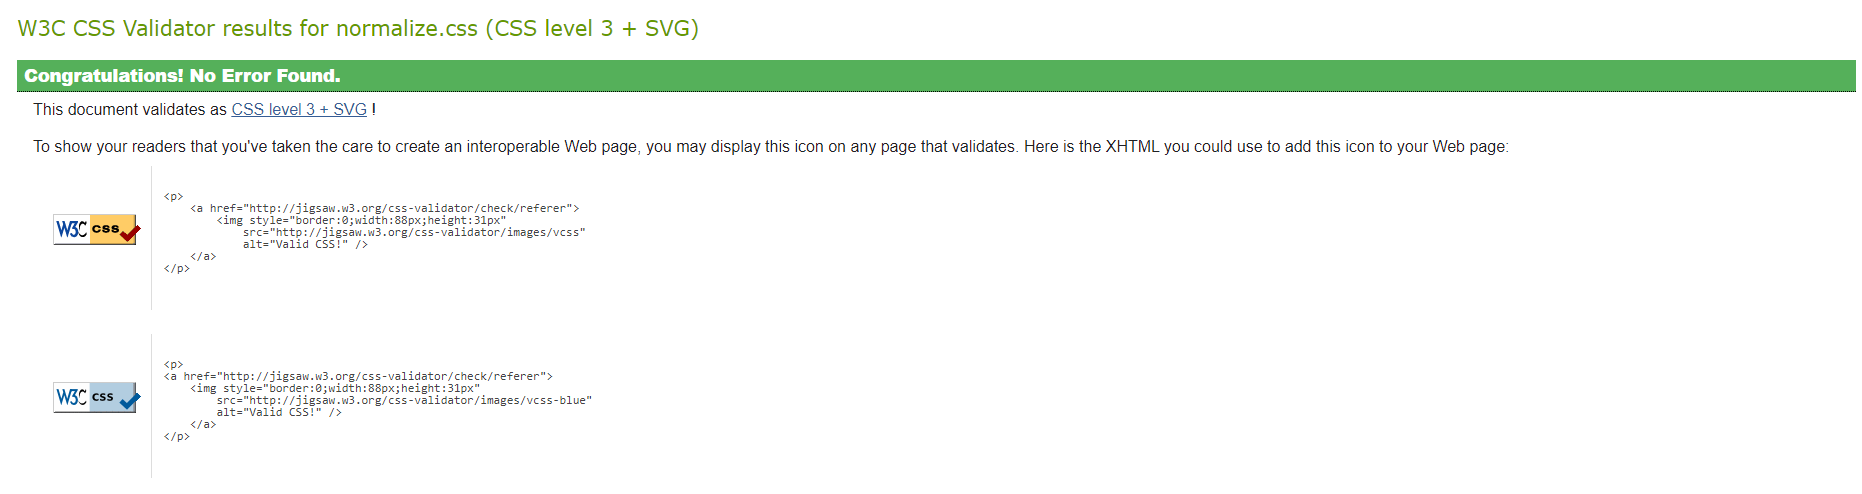 W3C CSS Validator results for normalize.css (CSS level 3 + SVG)
Congratulations! No Error Found.
This document validates as CSS level 3 + SVG !
To show your readers that you've taken the care to create an interoperable Web page, you may display this icon on any page that validates. Here is the XHTML you could use to add this icon to your Web page:
W3C css
<p>
    <a href="http://jigsaw.w3.org/css-validator/check/referer">
        <img style="border:0;width:88px;height:31px"
            src="http://jigsaw.w3.org/css-validator/images/vcss"
            alt="Valid CSS!" />
    </a>
</p>
W3C css
<p>
<a href="http://jigsaw.w3.org/css-validator/check/referer">
    <img style="border:0;width:88px;height:31px"
        src="http://jigsaw.w3.org/css-validator/images/vcss-blue"
        alt="Valid CSS!" />
    </a>
</p>